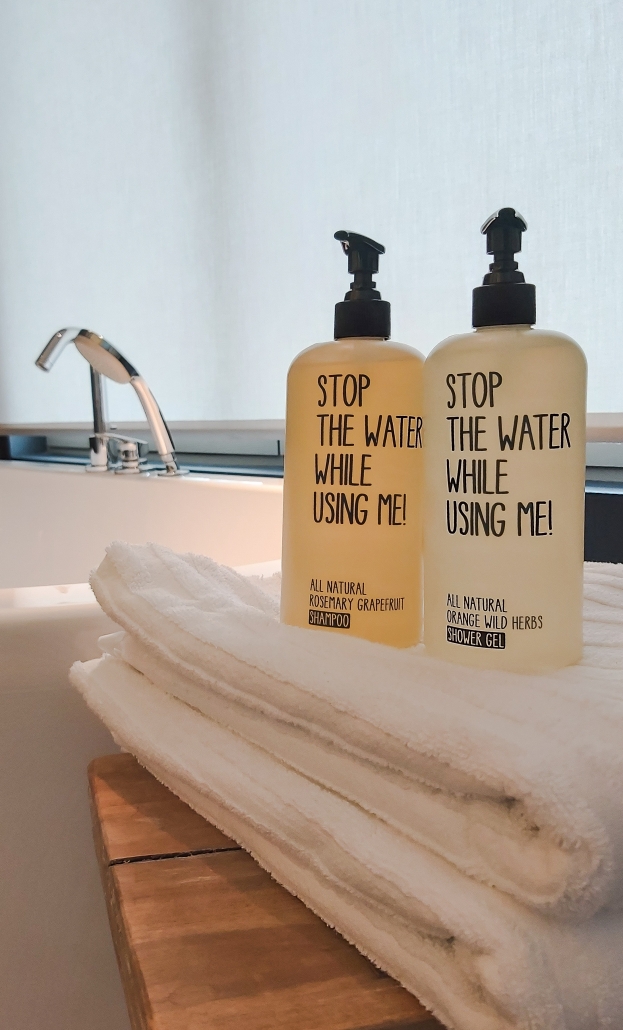 STOP
THE WATER
WHILE
USING ME!
ALL NATURAL
ROSEMARY GRAPEFRUIT
SHAMPOO
STOP
THE WATER
WHILE
USING ME!
ALL NATURAL
ORANGE WILD HERBS
SHOWER GEL